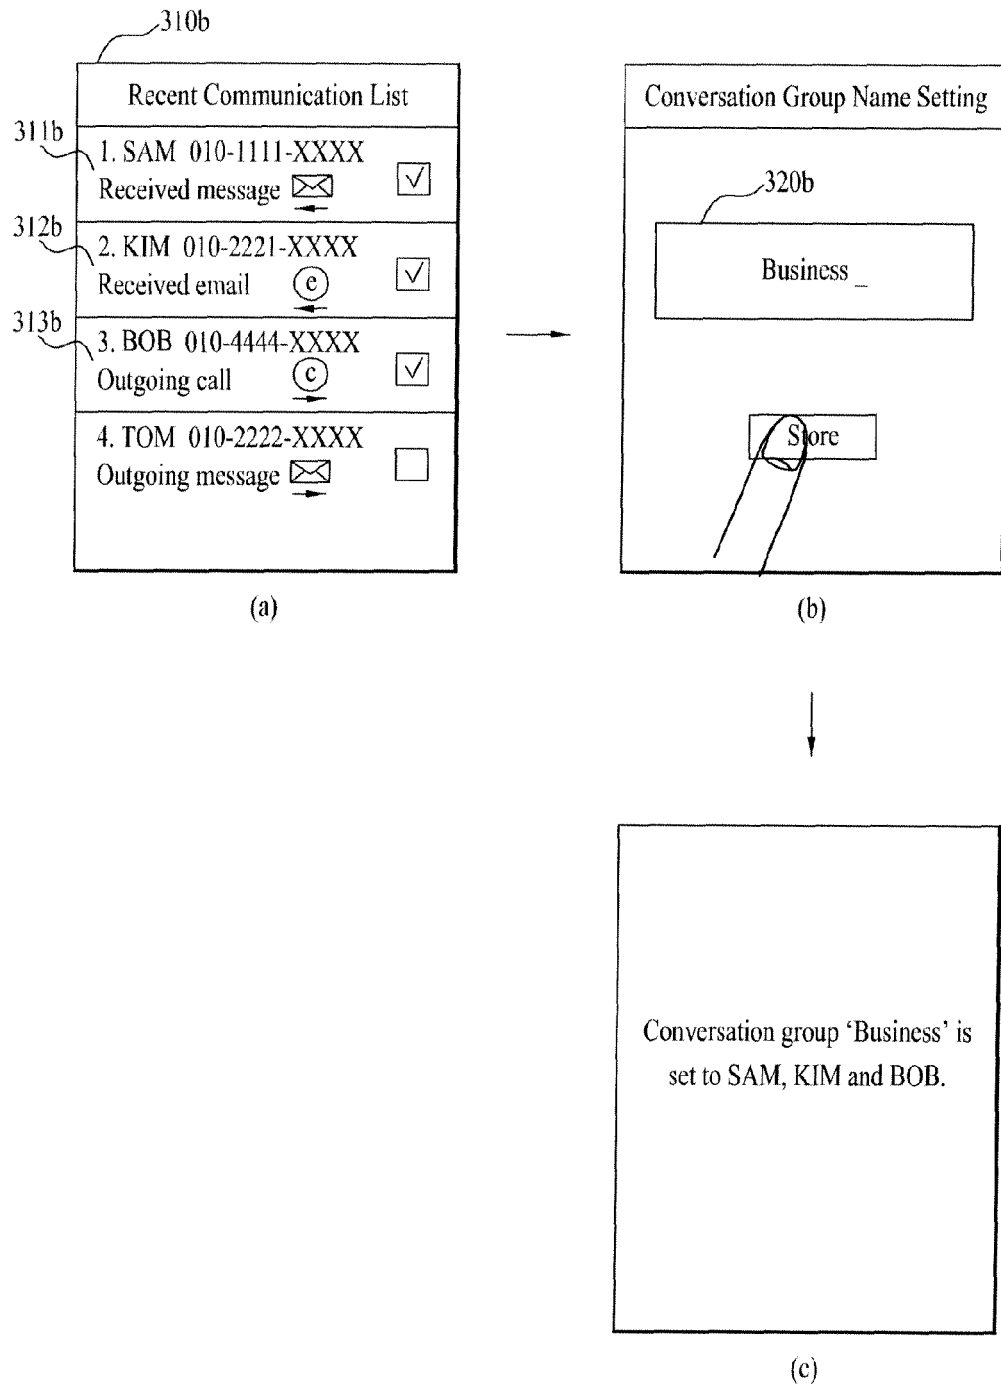 310b
Recent Communication List
311b
1. SAM 010-1111-XXXX
Received message
312b
2. KIM 010-2221-XXXX
Received email e
313b
3. BOB 010-4444-XXXX
Outgoing call c
4. TOM 010-2222-XXXX
Outgoing message
(a)
Conversation Group Name Setting
320b
Business _
Store
(b)
Conversation group ‘Business’ is
set to SAM, KIM and BOB.
(c)